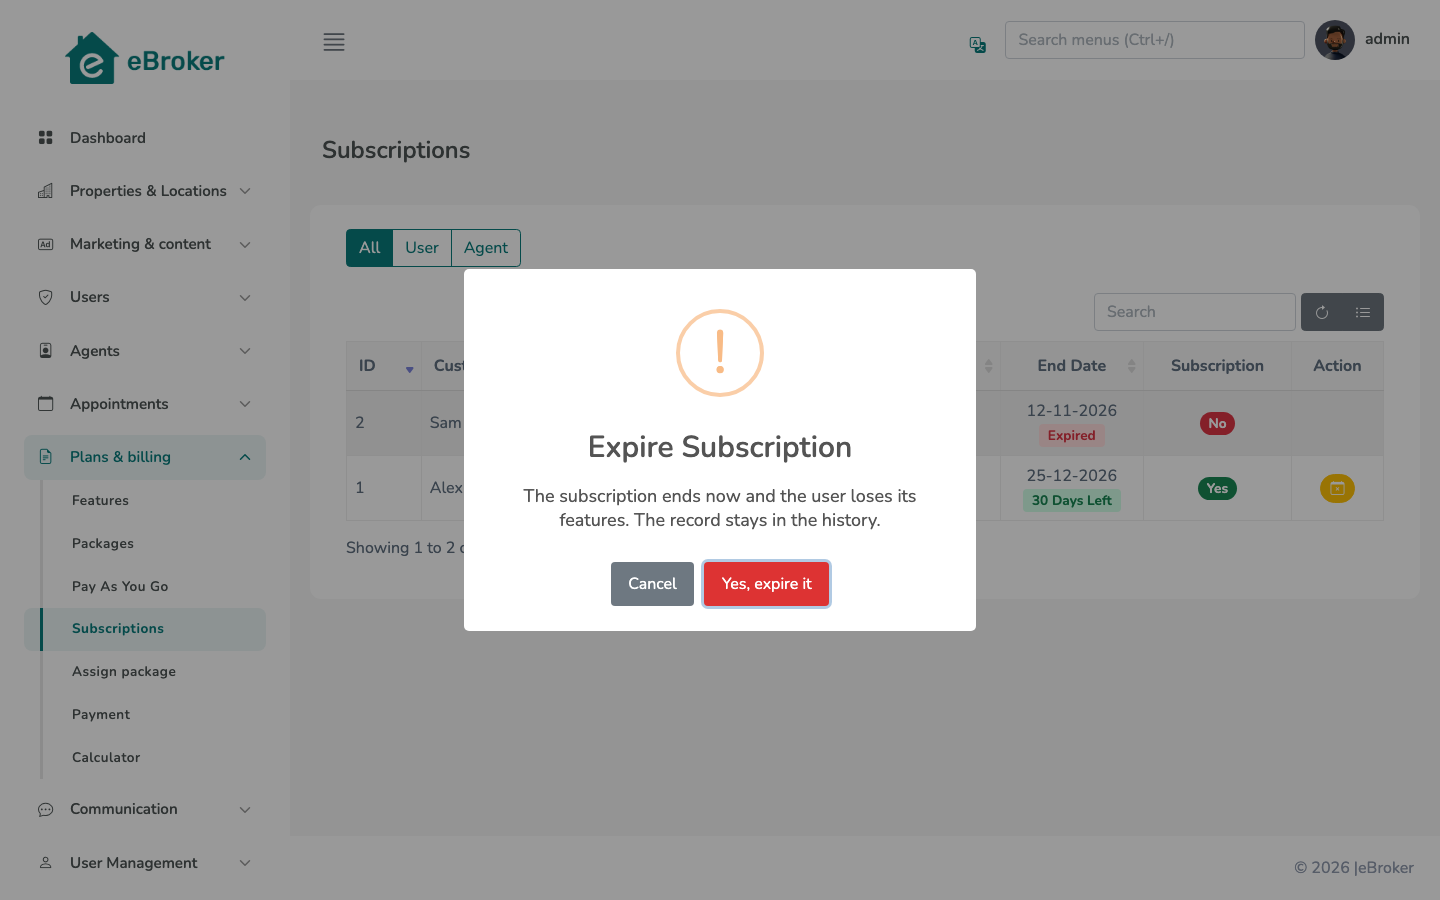 eBroker
Search menus (Ctrl+/)
admin
Dashboard
Properties & Locations
Marketing & content
Users
Agents
Appointments
Plans & billing
Features
Packages
Pay As You Go
Subscriptions
Assign package
Payment
Calculator
Communication
User Management
Subscriptions
All User Agent
Search
ID Cust End Date Subscription Action
2 Sam 12-11-2026 No
Expired
1 Alex 25-12-2026 Yes
30 Days Left
Showing 1 to 2
Expire Subscription
The subscription ends now and the user loses its
features. The record stays in the history.
Cancel Yes, expire it
© 2026 |eBroker